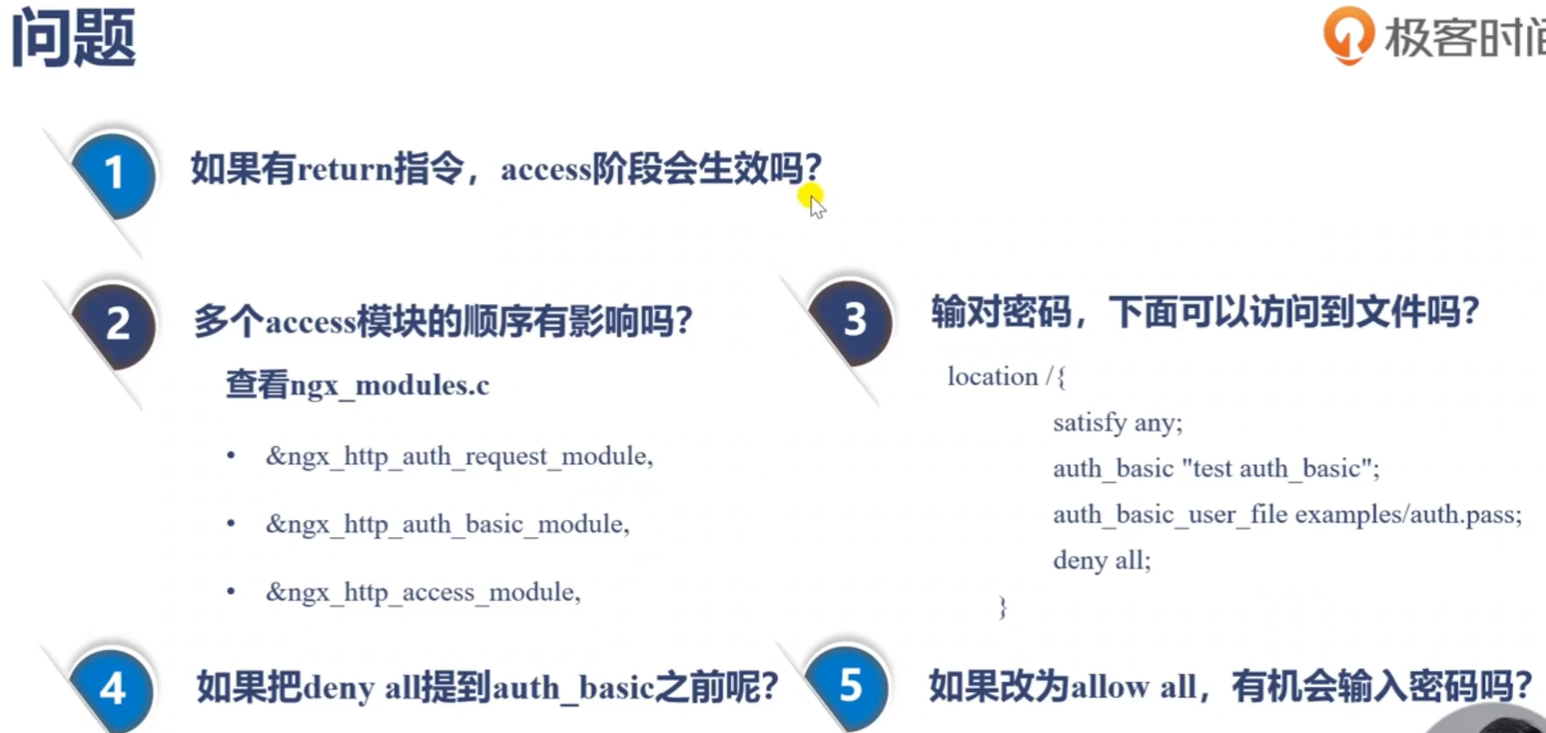 问题
极客时间
1
如果有return指令，access阶段会生效吗？
2
多个access模块的顺序有影响吗？
查看ngx_modules.c
• &ngx_http_auth_request_module,
• &ngx_http_auth_basic_module,
• &ngx_http_access_module,
3
输对密码，下面可以访问到文件吗？
location /{
satisfy any;
auth_basic "test auth_basic";
auth_basic_user_file examples/auth.pass;
deny all;
}
4
如果把deny all提到auth_basic之前呢？
5
如果改为allow all，有机会输入密码吗？